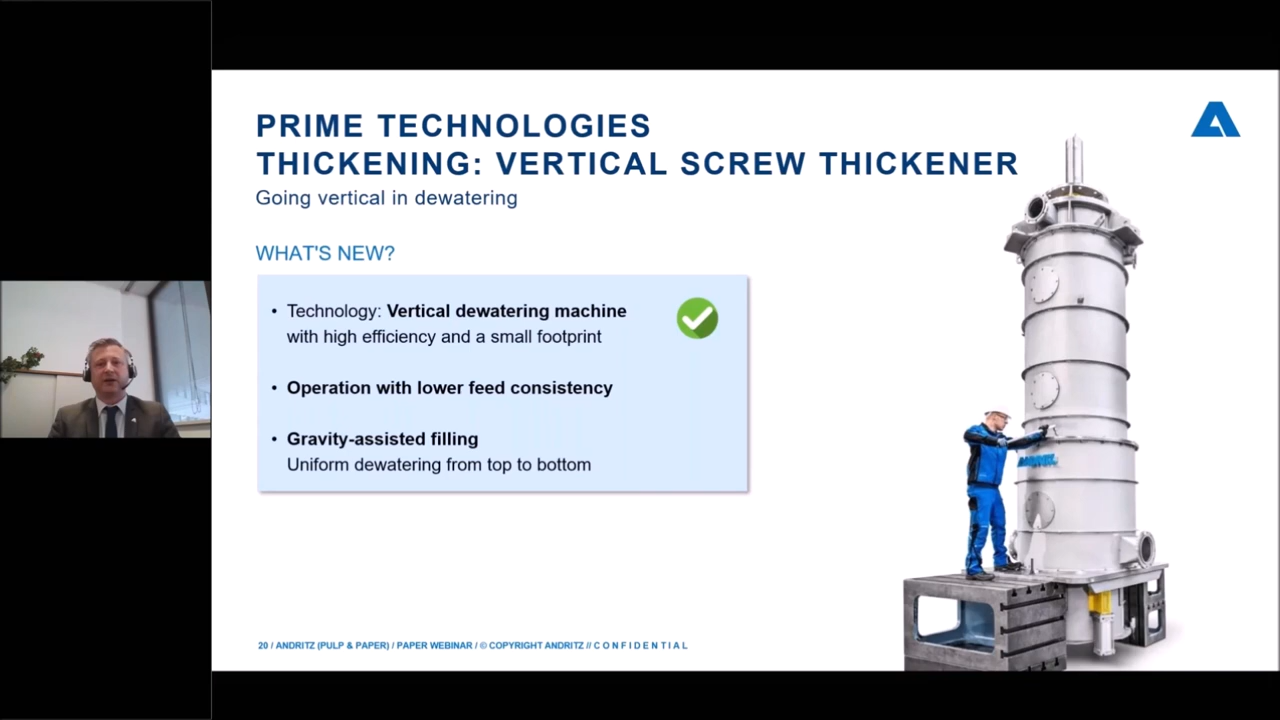 PRIME TECHNOLOGIES
THICKENING: VERTICAL SCREW THICKENER
Going vertical in dewatering
WHAT'S NEW?
• Technology: Vertical dewatering machine
with high efficiency and a small footprint
• Operation with lower feed consistency
• Gravity-assisted filling
Uniform dewatering from top to bottom
20 / ANDRITZ (PULP & PAPER) / PAPER WEBINAR / © COPYRIGHT ANDRITZ // CONFIDENTIAL